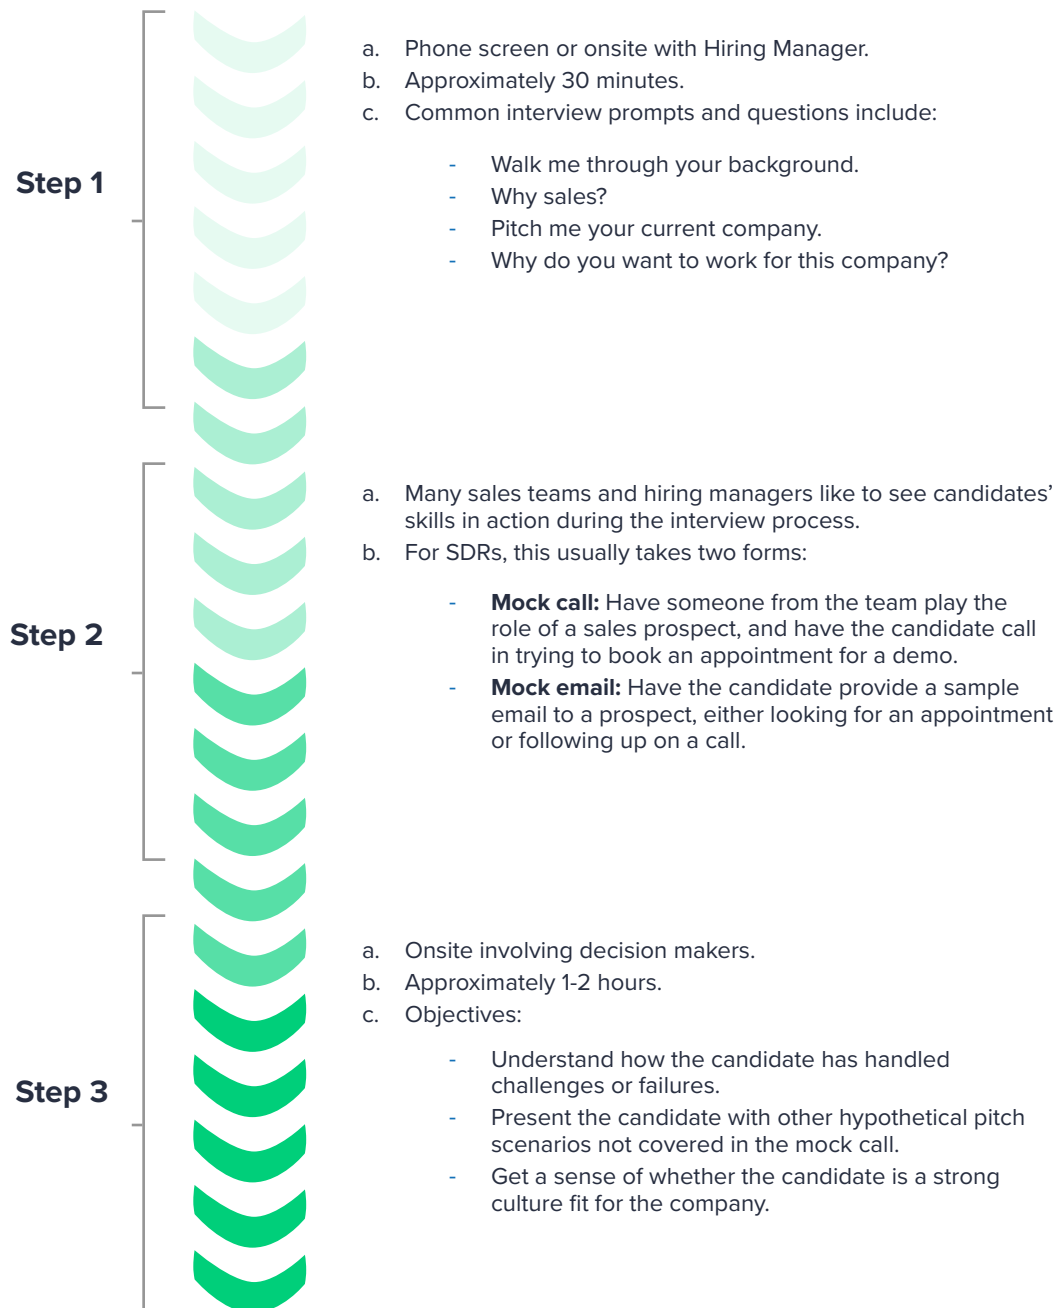 Step 1
a. Phone screen or onsite with Hiring Manager.
b. Approximately 30 minutes.
c. Common interview prompts and questions include:
- Walk me through your background.
- Why sales?
- Pitch me your current company.
- Why do you want to work for this company?
Step 2
a. Many sales teams and hiring managers like to see candidates’
skills in action during the interview process.
b. For SDRs, this usually takes two forms:
- Mock call: Have someone from the team play the
role of a sales prospect, and have the candidate call
in trying to book an appointment for a demo.
- Mock email: Have the candidate provide a sample
email to a prospect, either looking for an appointment
or following up on a call.
Step 3
a. Onsite involving decision makers.
b. Approximately 1-2 hours.
c. Objectives:
- Understand how the candidate has handled
challenges or failures.
- Present the candidate with other hypothetical pitch
scenarios not covered in the mock call.
- Get a sense of whether the candidate is a strong
culture fit for the company.